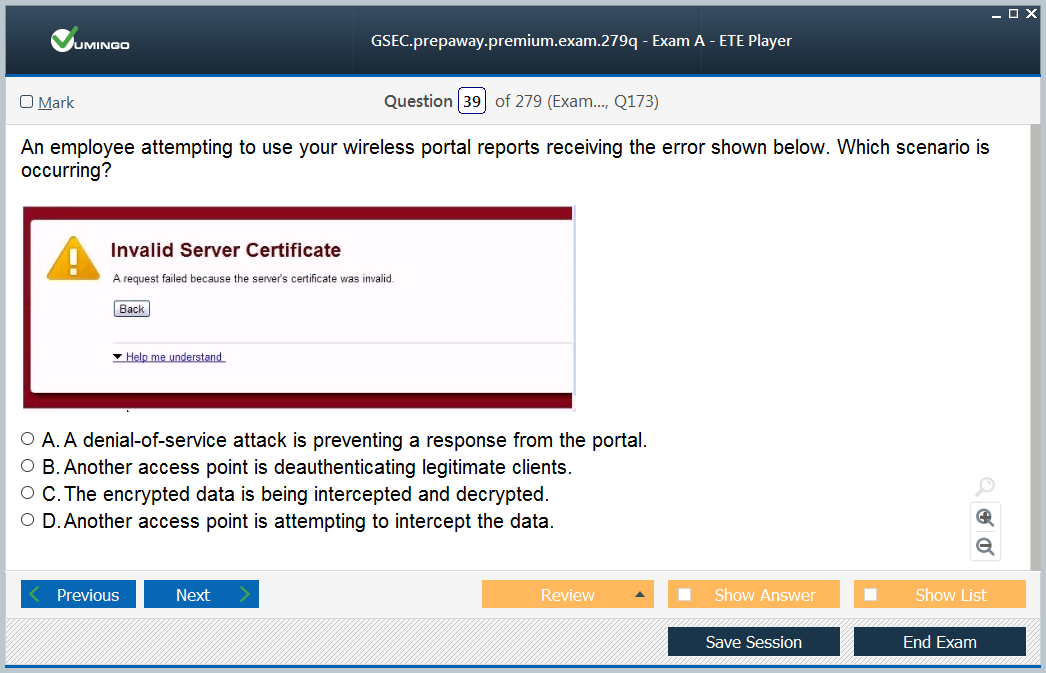 VUMINGO
GSEC.prepaway.premium.exam.279q - Exam A - ETE Player
Mark
Question 39 of 279 (Exam..., Q173)
An employee attempting to use your wireless portal reports receiving the error shown below. Which scenario is
occurring?
Invalid Server Certificate
A request failed because the server's certificate was invalid.
Back
Help me understand
A. A denial-of-service attack is preventing a response from the portal.
B. Another access point is deauthenticating legitimate clients.
C. The encrypted data is being intercepted and decrypted.
D. Another access point is attempting to intercept the data.
Previous
Next
Review
Show Answer
Show List
Save Session
End Exam